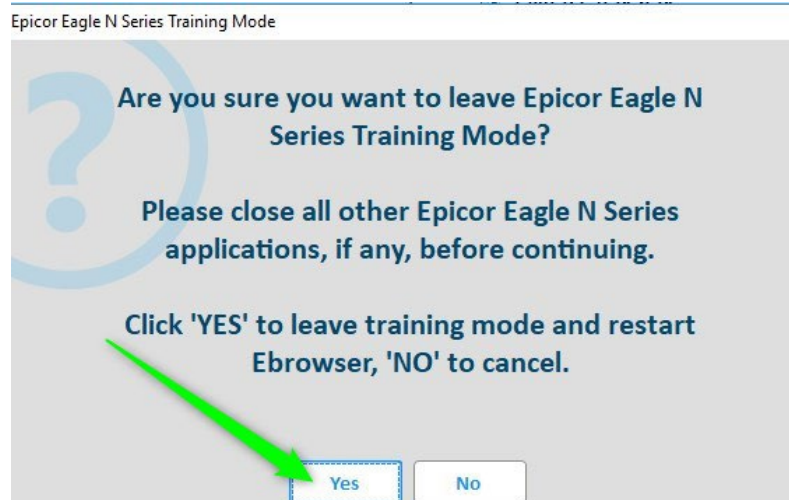 Epicor Eagle N Series Training Mode
Are you sure you want to leave Epicor Eagle N
Series Training Mode?
Please close all other Epicor Eagle N Series
applications, if any, before continuing.
Click 'YES' to leave training mode and restart
Ebrowser, 'NO' to cancel.
Yes No